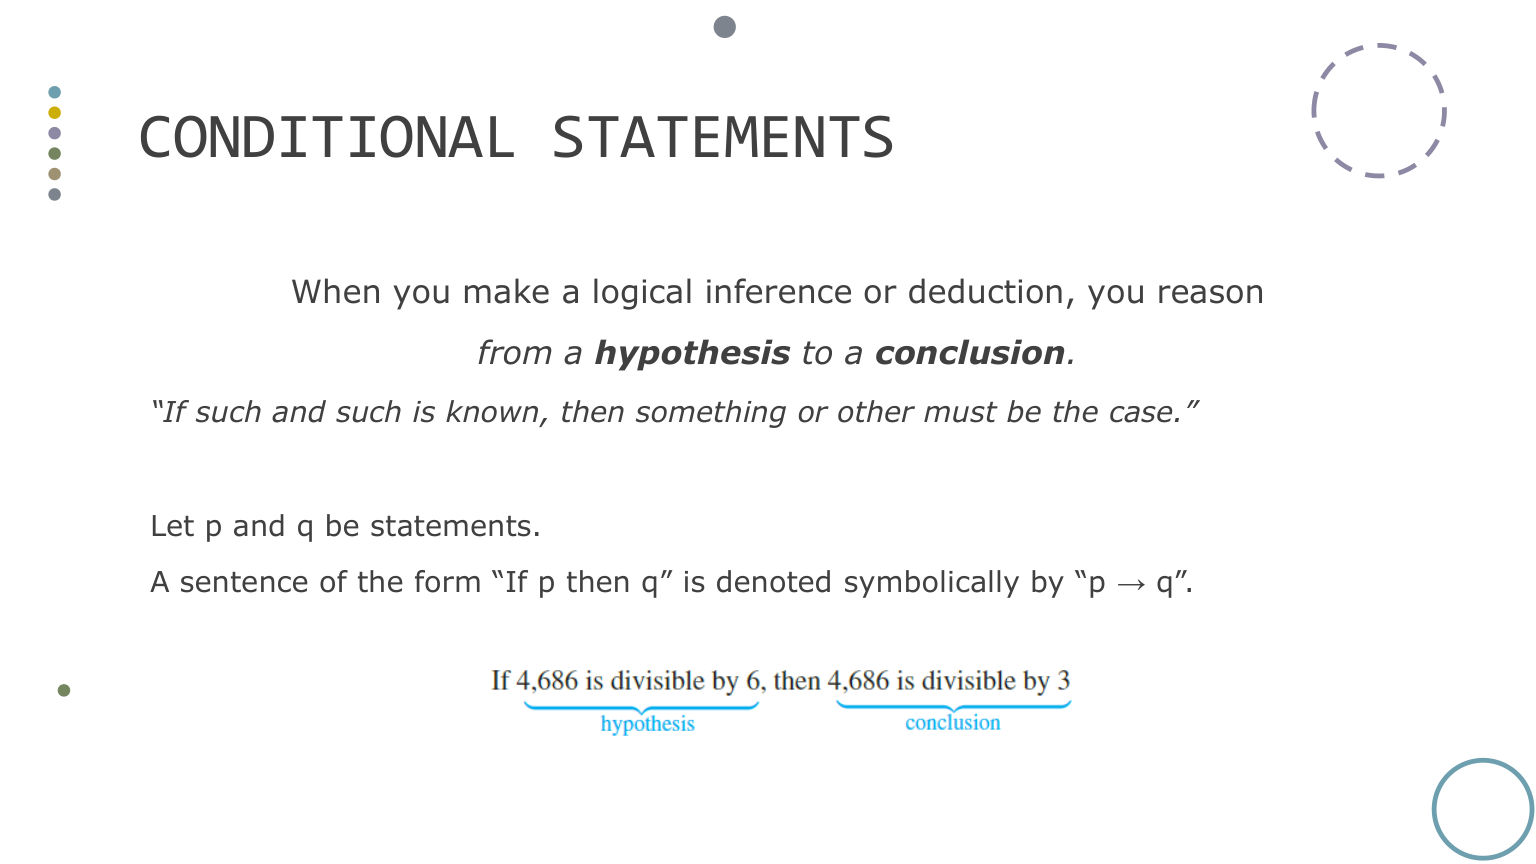 CONDITIONAL STATEMENTS
When you make a logical inference or deduction, you reason
from a hypothesis to a conclusion.
“If such and such is known, then something or other must be the case.”
Let p and q be statements.
A sentence of the form “If p then q” is denoted symbolically by “p → q”.
If 4,686 is divisible by 6, then 4,686 is divisible by 3
hypothesis conclusion